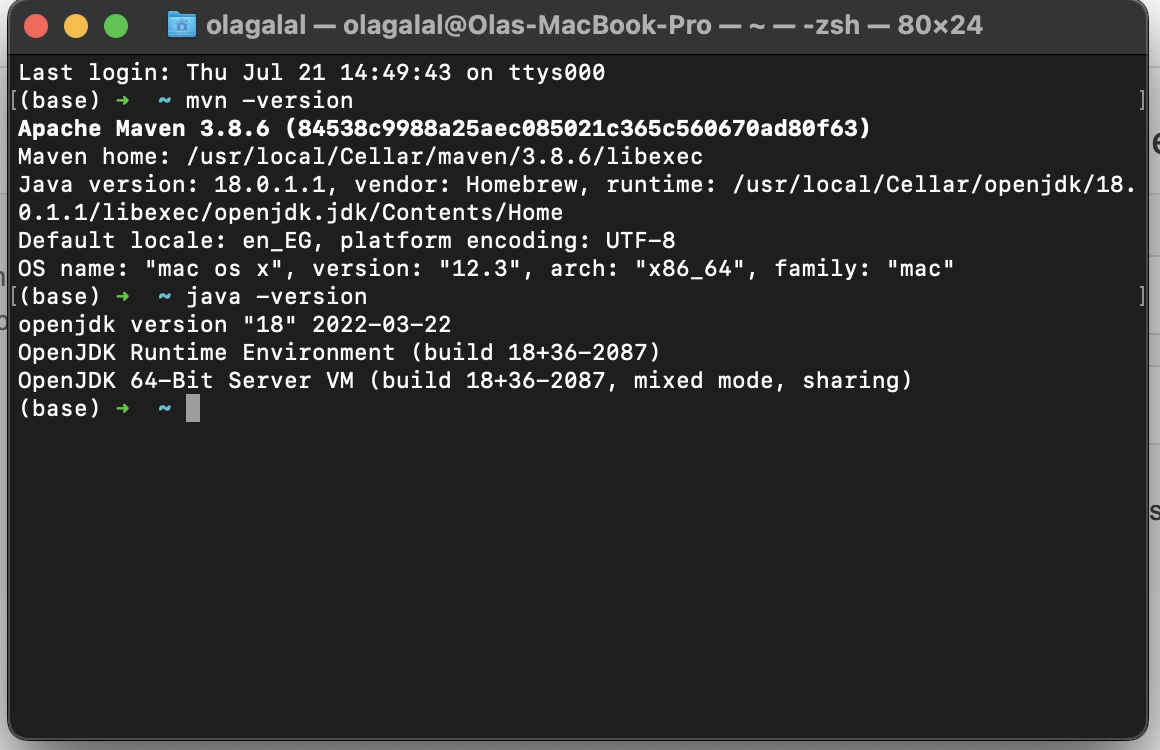 olagalal — olagalal@Olas-MacBook-Pro — ~ — -zsh — 80×24
Last login: Thu Jul 21 14:49:43 on ttys000
[(base) ➜  ~ mvn -version ]
Apache Maven 3.8.6 (84538c9988a25aec085021c365c560670ad80f63)
Maven home: /usr/local/Cellar/maven/3.8.6/libexec
Java version: 18.0.1.1, vendor: Homebrew, runtime: /usr/local/Cellar/openjdk/18.
0.1.1/libexec/openjdk.jdk/Contents/Home
Default locale: en_EG, platform encoding: UTF-8
OS name: "mac os x", version: "12.3", arch: "x86_64", family: "mac"
[(base) ➜  ~ java -version ]
openjdk version "18" 2022-03-22
OpenJDK Runtime Environment (build 18+36-2087)
OpenJDK 64-Bit Server VM (build 18+36-2087, mixed mode, sharing)
(base) ➜  ~